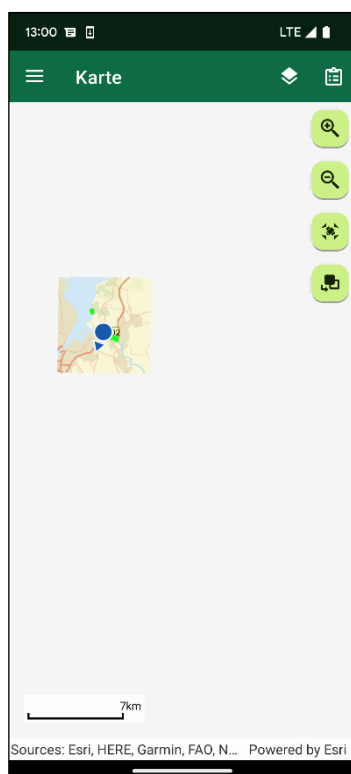 13:00
LTE
Karte
7km
Sources: Esri, HERE, Garmin, FAO, N... Powered by Esri